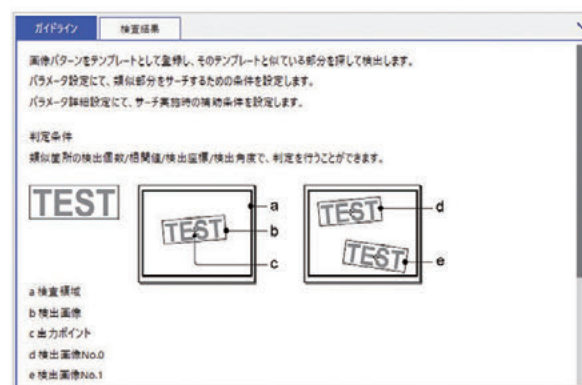 ガイドライン 検査結果
画像パターンをテンプレートとして登録し、そのテンプレートと似ている部分を探して検出します。
パラメータ設定にて、類似部分をサーチするための条件を設定します。
パラメータ詳細設定にて、サーチ実施時の補助条件を設定します。
判定条件
類似箇所の検出個数/相関値/検出座標/検出角度で、判定を行うことができます。
TEST
TEST
a
b
c
TEST
d
TEST
e
a 検査領域
b 検出画像
c 出力ポイント
d 検出画像No.0
e 検出画像No.1